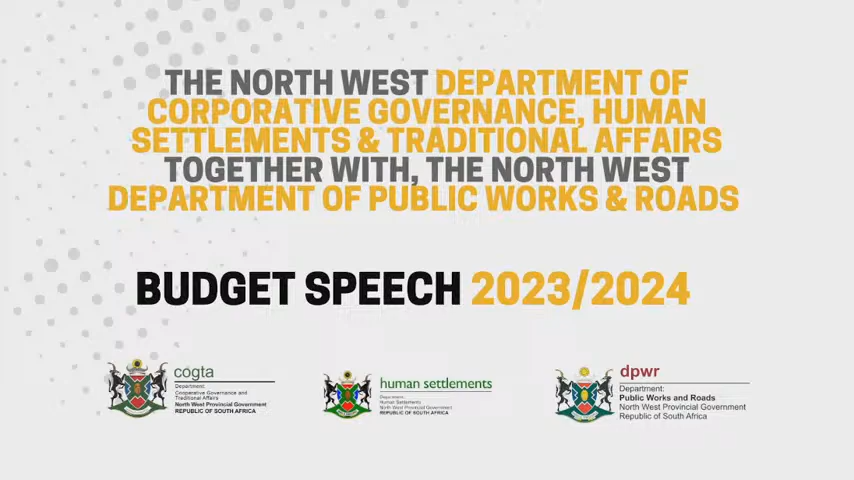 THE NORTH WEST DEPARTMENT OF
CORPORATIVE GOVERNANCE, HUMAN
SETTLEMENTS & TRADITIONAL AFFAIRS
TOGETHER WITH, THE NORTH WEST
DEPARTMENT OF PUBLIC WORKS & ROADS
BUDGET SPEECH 2023/2024
cogta
Department:
Cooperative Governance and
Traditional Affairs
North West Provincial Government
REPUBLIC OF SOUTH AFRICA
human settlements
Department:
Human Settlements
North West Provincial Government
REPUBLIC OF SOUTH AFRICA
dpwr
Department:
Public Works and Roads
North West Provincial Government
Republic of South Africa